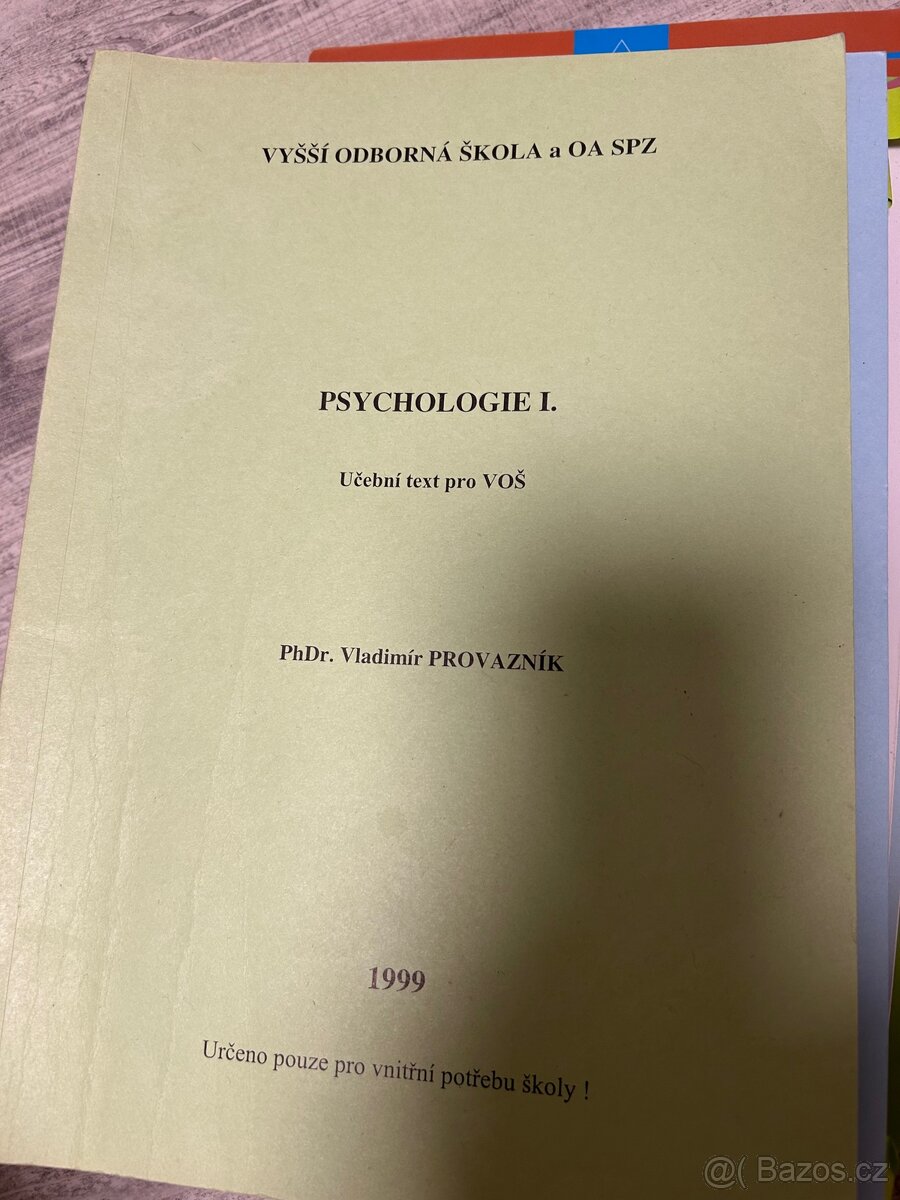 VYŠŠÍ ODBORNÁ ŠKOLA a OA SPZ
PSYCHOLOGIE I.
Učební text pro VOŠ
PhDr. Vladimír PROVAZNÍK
1999
Určeno pouze pro vnitřní potřebu školy !
@( Bazos.cz